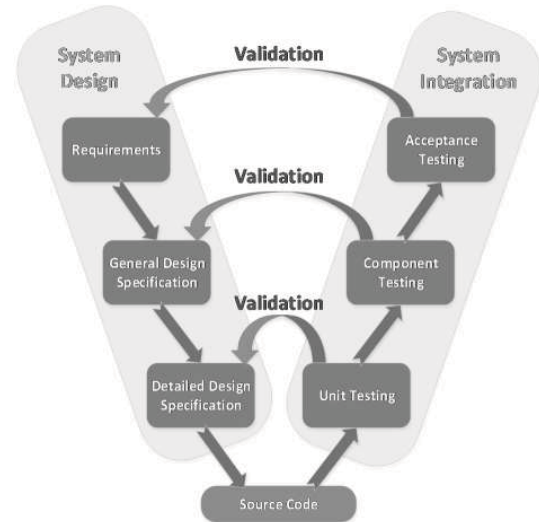 System
Design
Validation
System
Integration
Requirements
Acceptance
Testing
Validation
General Design
Specification
Component
Testing
Validation
Detailed Design
Specification
Unit Testing
Source Code